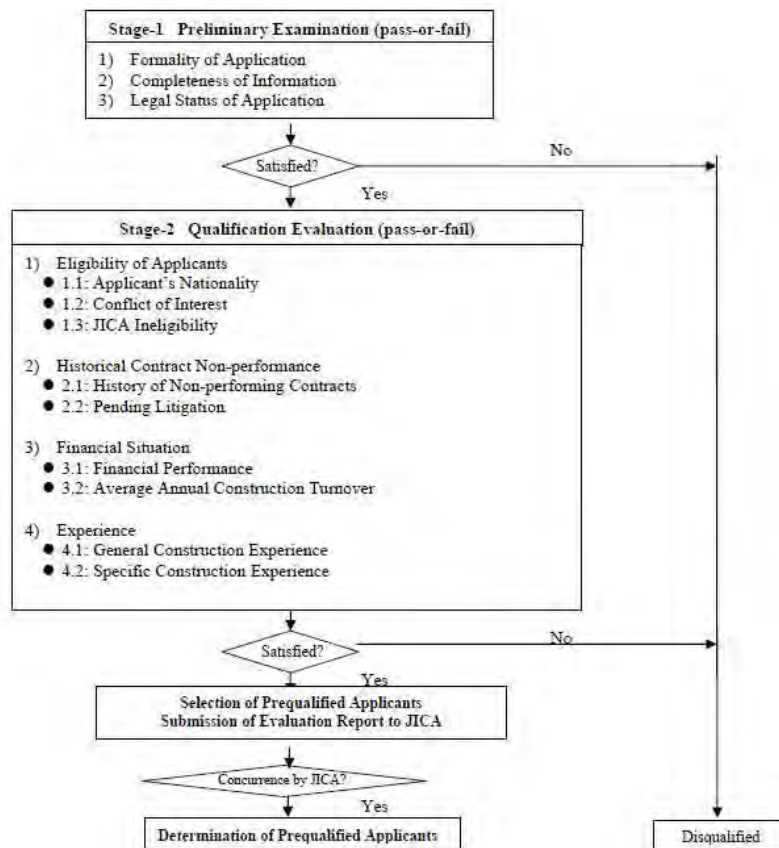 Stage-1 Preliminary Examination (pass-or-fail)
1) Formality of Application
2) Completeness of Information
3) Legal Status of Application
Satisfied?
No
Yes
Stage-2 Qualification Evaluation (pass-or-fail)
1) Eligibility of Applicants
● 1.1: Applicant's Nationality
● 1.2: Conflict of Interest
● 1.3: JICA Ineligibility
2) Historical Contract Non-performance
● 2.1: History of Non-performing Contracts
● 2.2: Pending Litigation
3) Financial Situation
● 3.1: Financial Performance
● 3.2: Average Annual Construction Turnover
4) Experience
● 4.1: General Construction Experience
● 4.2: Specific Construction Experience
Satisfied?
No
Yes
Selection of Prequalified Applicants
Submission of Evaluation Report to JICA
Concurrence by JICA?
Yes
Determination of Prequalified Applicants
Disqualified